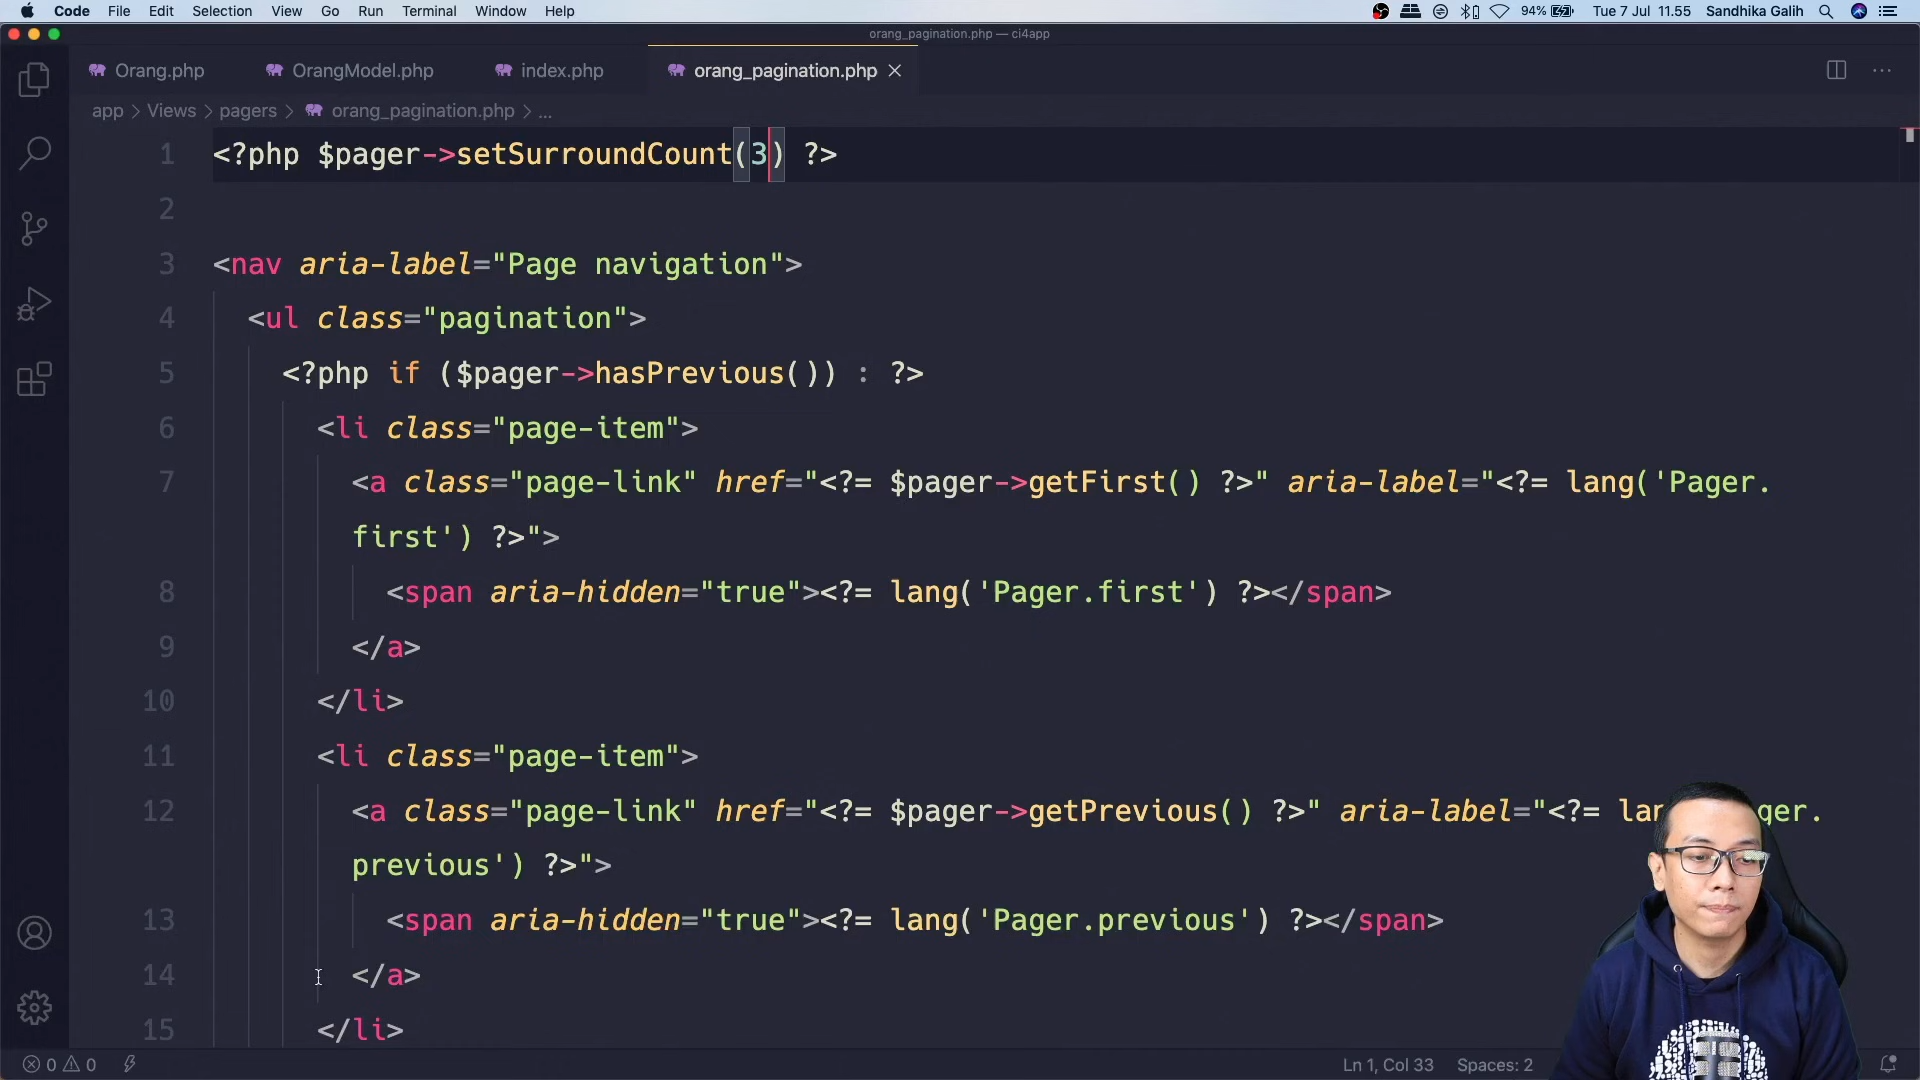 Code File Edit Selection View Go Run Terminal Window Help 94% Tue 7 Jul 11.55 Sandhika Galih
orang_pagination.php — ci4app
Orang.php OrangModel.php index.php orang_pagination.php
app > Views > pagers > orang_pagination.php > ...
1 <?php $pager->setSurroundCount(3) ?>
2
3 <nav aria-label="Page navigation">
4 <ul class="pagination">
5 <?php if ($pager->hasPrevious()) : ?>
6 <li class="page-item">
7 <a class="page-link" href="<?= $pager->getFirst() ?>" aria-label="<?= lang('Pager.
first') ?>">
8 <span aria-hidden="true"><?= lang('Pager.first') ?></span>
9 </a>
10 </li>
11 <li class="page-item">
12 <a class="page-link" href="<?= $pager->getPrevious() ?>" aria-label="<?=
previous') ?>">
13 <span aria-hidden="true"><?= lang('Pager.previous') ?></span>
14 </a>
15 </li>
0 0 Ln 1, Col 33 Spaces: 2